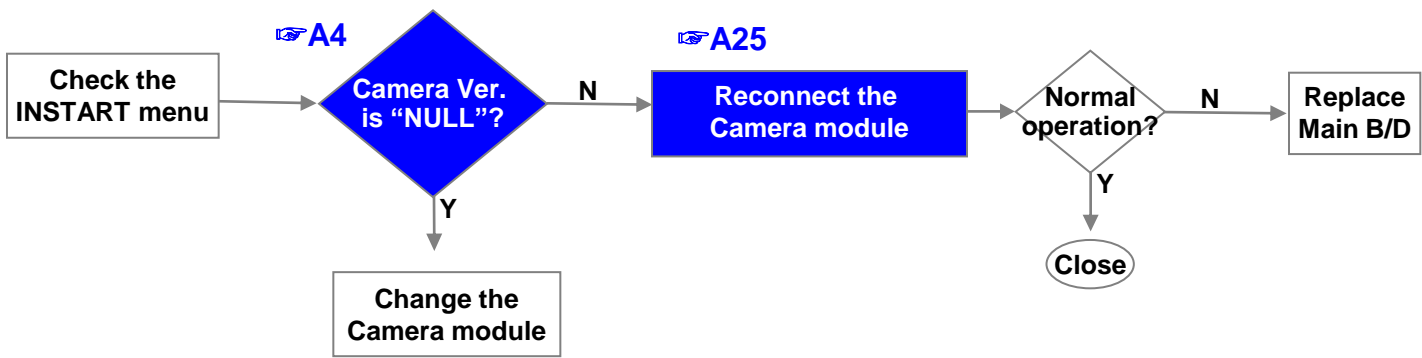 ☞A4
☞A25
Check the
INSTART menu
Camera Ver.
is “NULL”?
N
Reconnect the
Camera module
Normal
operation?
N
Replace
Main B/D
Y
Y
Change the
Camera module
Close